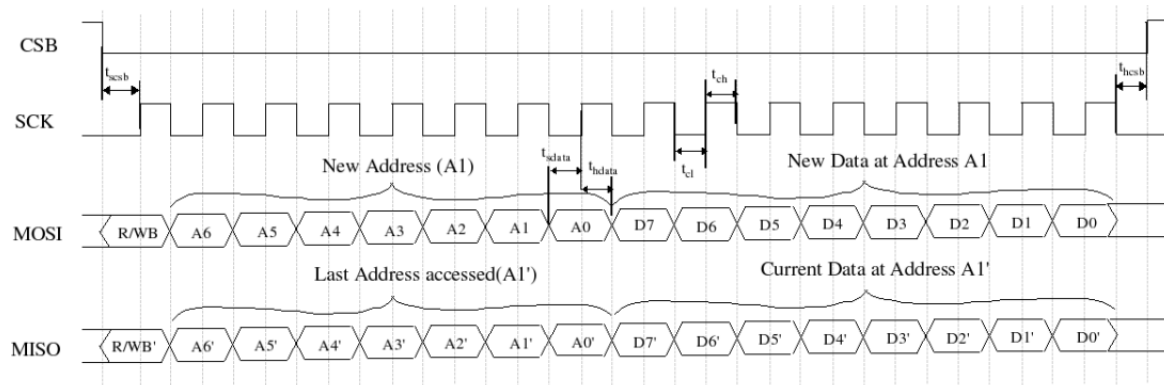 CSB
t_scsb
t_ch
t_hcsb
SCK
New Address (A1)
t_sdata
t_hdata
t_cl
New Data at Address A1
MOSI R/WB A6 A5 A4 A3 A2 A1 A0 D7 D6 D5 D4 D3 D2 D1 D0
Last Address accessed(A1')
Current Data at Address A1'
MISO R/WB' A6' A5' A4' A3' A2' A1' A0' D7' D6' D5' D4' D3' D2' D1' D0'